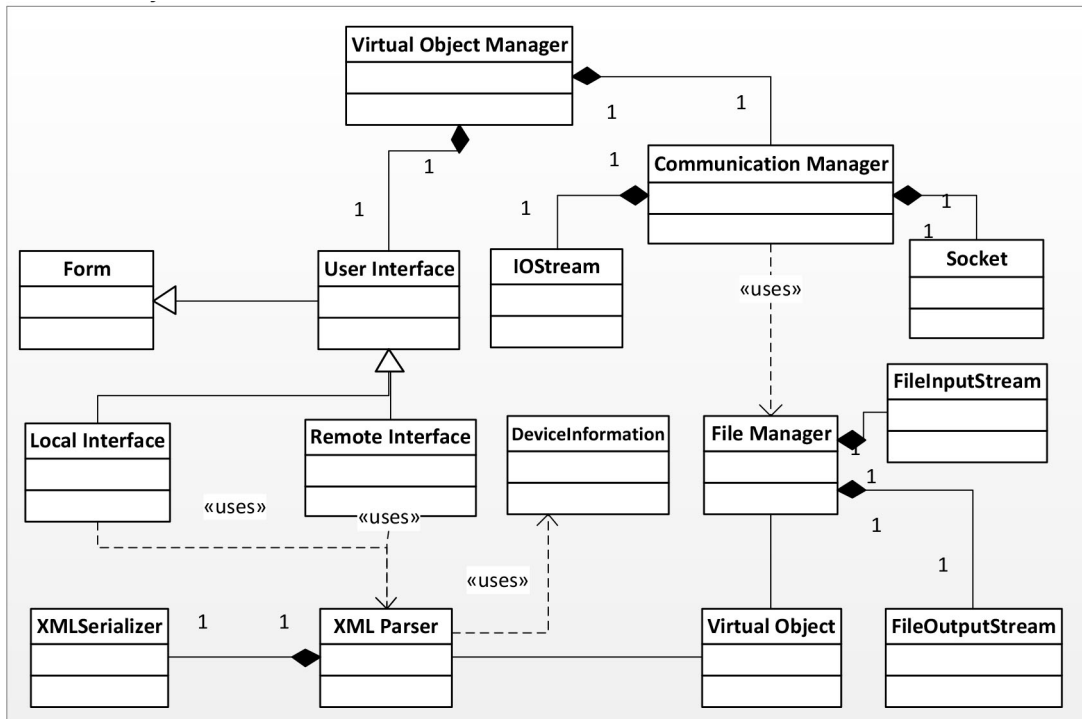 Virtual Object Manager
1
1
1
1
Communication Manager
1
1
1
1
Form
User Interface
IOStream
Socket
«uses»
FileInputStream
Local Interface
Remote Interface
DeviceInformation
File Manager
1
1
«uses»
«uses»
1
1
«uses»
XMLSerializer
1
1
XML Parser
Virtual Object
FileOutputStream